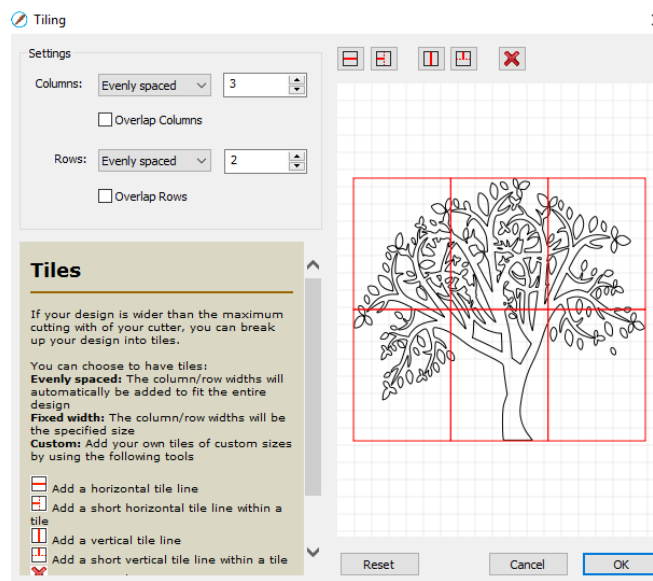 Tiling
Settings
Columns: Evenly spaced 3
Overlap Columns
Rows: Evenly spaced 2
Overlap Rows
Tiles
If your design is wider than the maximum
cutting with of your cutter, you can break
up your design into tiles.
You can choose to have tiles:
Evenly spaced: The column/row widths will
automatically be added to fit the entire
design
Fixed width: The column/row widths will be
the specified size
Custom: Add your own tiles of custom sizes
by using the following tools
Add a horizontal tile line
Add a short horizontal tile line within a
tile
Add a vertical tile line
Add a short vertical tile line within a tile
Reset Cancel OK